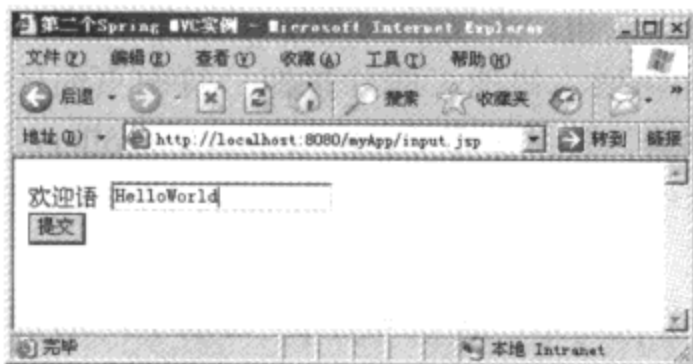 第二个Spring MVC实例 - Microsoft Internet Explorer
文件(F) 编辑(E) 查看(V) 收藏(A) 工具(T) 帮助(H)
后退 搜索 收藏夹 »
地址(D) http://localhost:8080/myApp/input.jsp 转到 链接
欢迎语 HelloWorld
提交
完毕 本地 Intranet